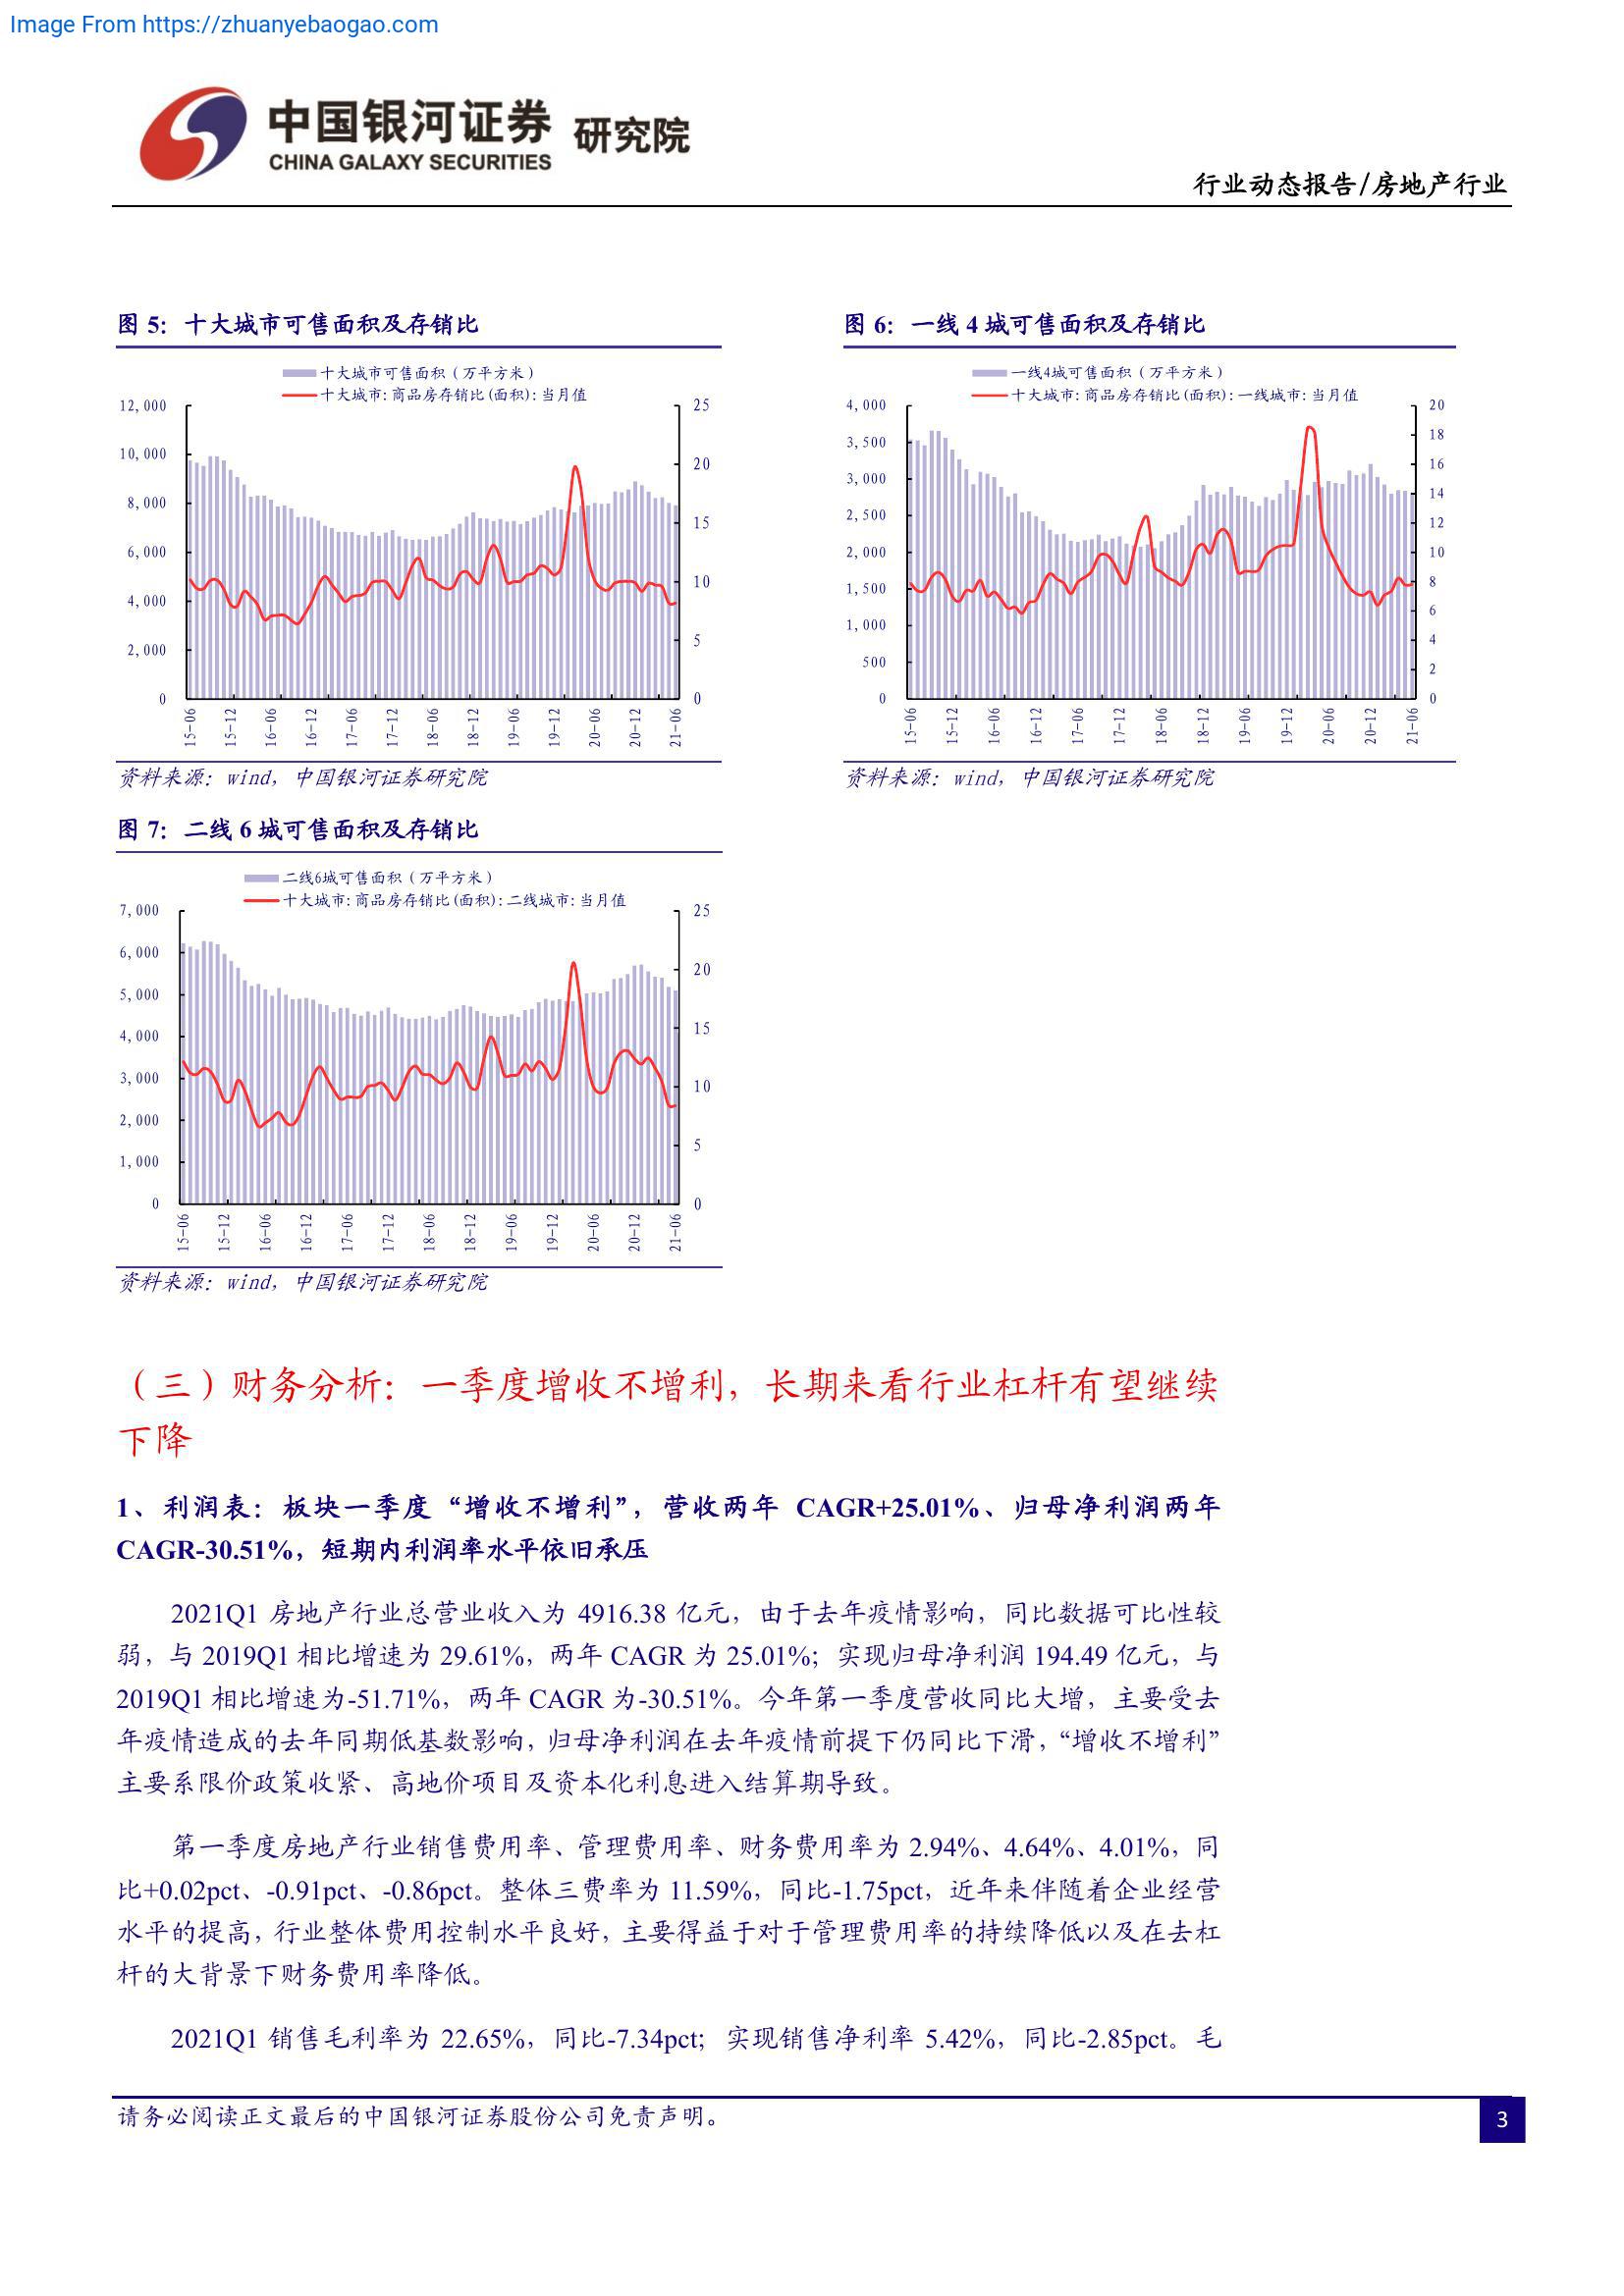 Image From https://zhuanyebaogao.com
中国银河证券 研究院
CHINA GALAXY SECURITIES
行业动态报告/房地产行业
图 5：十大城市可售面积及存销比
十大城市可售面积（万平方米）
十大城市:商品房存销比(面积):当月值
12,000
10,000
8,000
6,000
4,000
2,000
0
25
20
15
10
5
0
15-06 15-12 16-06 16-12 17-06 17-12 18-06 18-12 19-06 19-12 20-06 20-12 21-06
资料来源：wind，中国银河证券研究院
图 6：一线 4 城可售面积及存销比
一线4城可售面积（万平方米）
十大城市:商品房存销比(面积):一线城市:当月值
4,000
3,500
3,000
2,500
2,000
1,500
1,000
500
0
20
18
16
14
12
10
8
6
4
2
0
15-06 15-12 16-06 16-12 17-06 17-12 18-06 18-12 19-06 19-12 20-06 20-12 21-06
资料来源：wind，中国银河证券研究院
图 7：二线 6 城可售面积及存销比
二线6城可售面积（万平方米）
十大城市:商品房存销比(面积):二线城市:当月值
7,000
6,000
5,000
4,000
3,000
2,000
1,000
0
25
20
15
10
5
0
15-06 15-12 16-06 16-12 17-06 17-12 18-06 18-12 19-06 19-12 20-06 20-12 21-06
资料来源：wind，中国银河证券研究院
（三）财务分析：一季度增收不增利，长期来看行业杠杆有望继续
下降
1、利润表：板块一季度“增收不增利”，营收两年 CAGR+25.01%、归母净利润两年
CAGR-30.51%，短期内利润率水平依旧承压
2021Q1 房地产行业总营业收入为 4916.38 亿元，由于去年疫情影响，同比数据可比性较
弱，与 2019Q1 相比增速为 29.61%，两年 CAGR 为 25.01%；实现归母净利润 194.49 亿元，与
2019Q1 相比增速为-51.71%，两年 CAGR 为-30.51%。今年第一季度营收同比大增，主要受去
年疫情造成的去年同期低基数影响，归母净利润在去年疫情前提下仍同比下滑，“增收不增利”
主要系限价政策收紧、高地价项目及资本化利息进入结算期导致。
第一季度房地产行业销售费用率、管理费用率、财务费用率为 2.94%、4.64%、4.01%，同
比+0.02pct、-0.91pct、-0.86pct。整体三费率为 11.59%，同比-1.75pct，近年来伴随着企业经营
水平的提高，行业整体费用控制水平良好，主要得益于对于管理费用率的持续降低以及在去杠
杆的大背景下财务费用率降低。
2021Q1 销售毛利率为 22.65%，同比-7.34pct；实现销售净利率 5.42%，同比-2.85pct。毛
请务必阅读正文最后的中国银河证券股份公司免责声明。
3